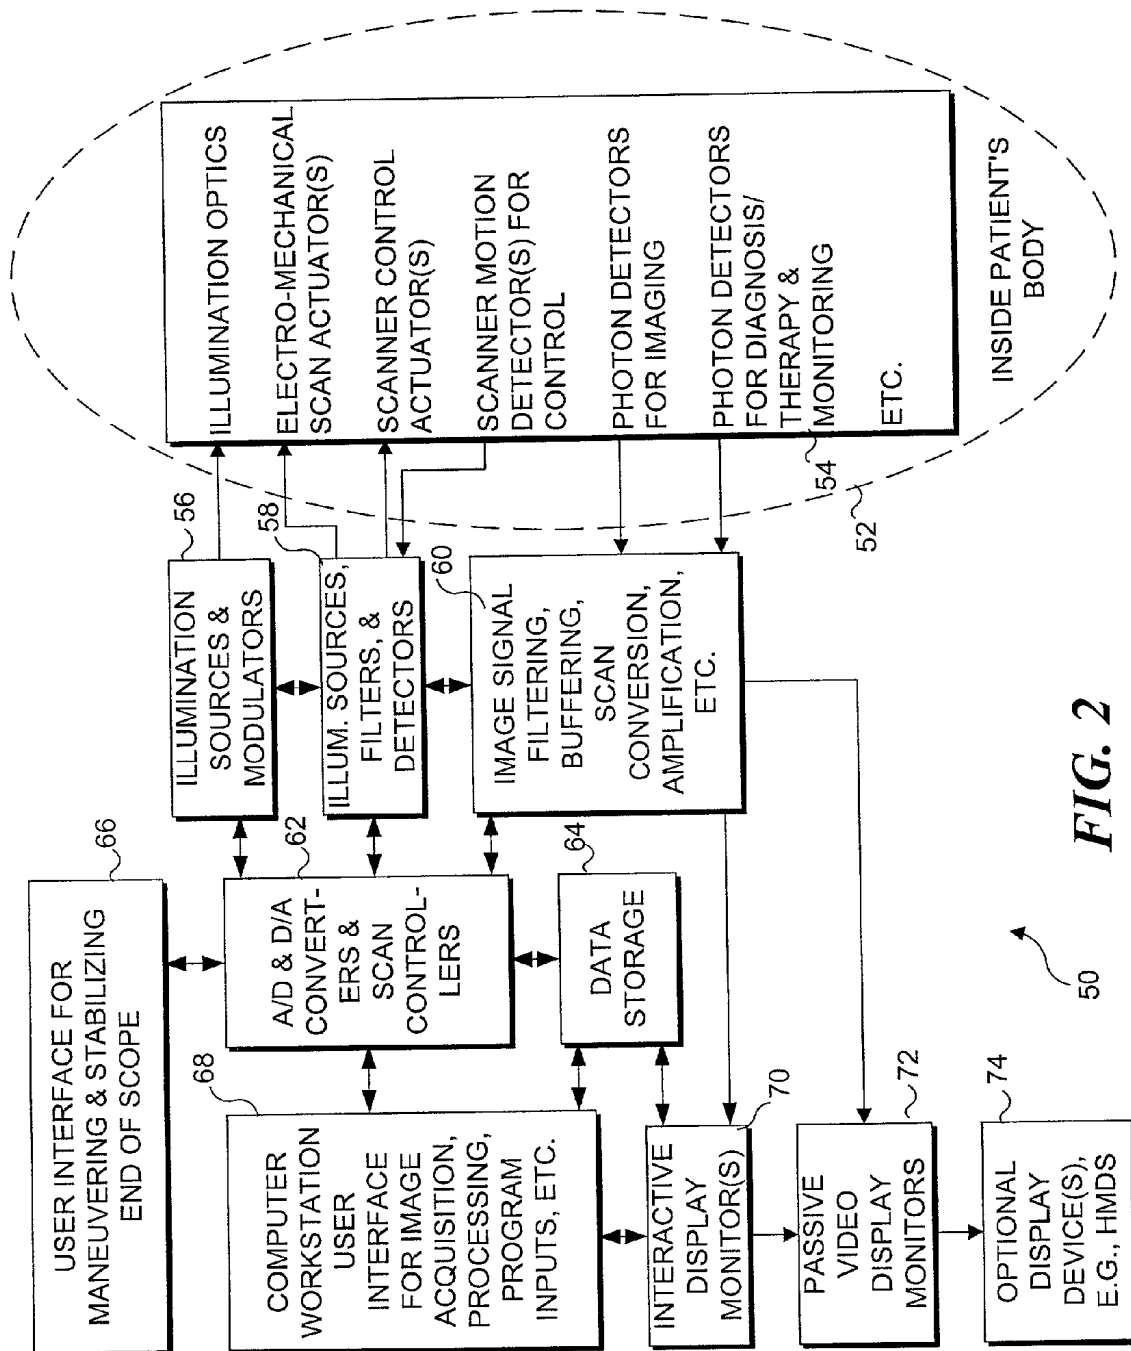 USER INTERFACE FOR
MANEUVERING & STABILIZING
END OF SCOPE
66
68
COMPUTER
WORKSTATION
USER
INTERFACE
FOR IMAGE
ACQUISITION,
PROCESSING,
PROGRAM
INPUTS, ETC.
62
A/D & D/A
CONVERT-
ERS &
SCAN
CONTROL-
LERS
64
DATA
STORAGE
56
ILLUMINATION
SOURCES &
MODULATORS
58
ILLUM. SOURCES,
FILTERS, &
DETECTORS
60
IMAGE SIGNAL
FILTERING,
BUFFERING,
SCAN
CONVERSION,
AMPLIFICATION,
ETC.
ILLUMINATION OPTICS
ELECTRO-MECHANICAL
SCAN ACTUATOR(S)
SCANNER CONTROL
ACTUATOR(S)
SCANNER MOTION
DETECTOR(S) FOR
CONTROL
PHOTON DETECTORS
FOR IMAGING
PHOTON DETECTORS
FOR DIAGNOSIS/
THERAPY &
MONITORING
ETC.
54
52
INSIDE PATIENT'S
BODY
70
INTERACTIVE
DISPLAY
MONITOR(S)
72
PASSIVE
VIDEO
DISPLAY
MONITORS
74
OPTIONAL
DISPLAY
DEVICE(S),
E.G., HMDS
50
FIG. 2